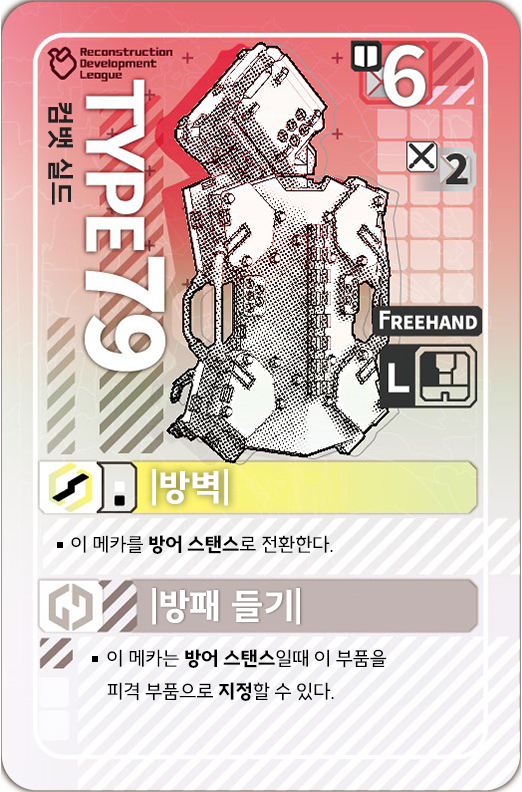 Reconstruction
Development
League
TYPE79
컴뱃 실드
6
2
FREEHAND
L
|방벽|
▪ 이 메카를 방어 스탠스로 전환한다.
|방패 들기|
▪ 이 메카는 방어 스탠스일때 이 부품을
피격 부품으로 지정할 수 있다.